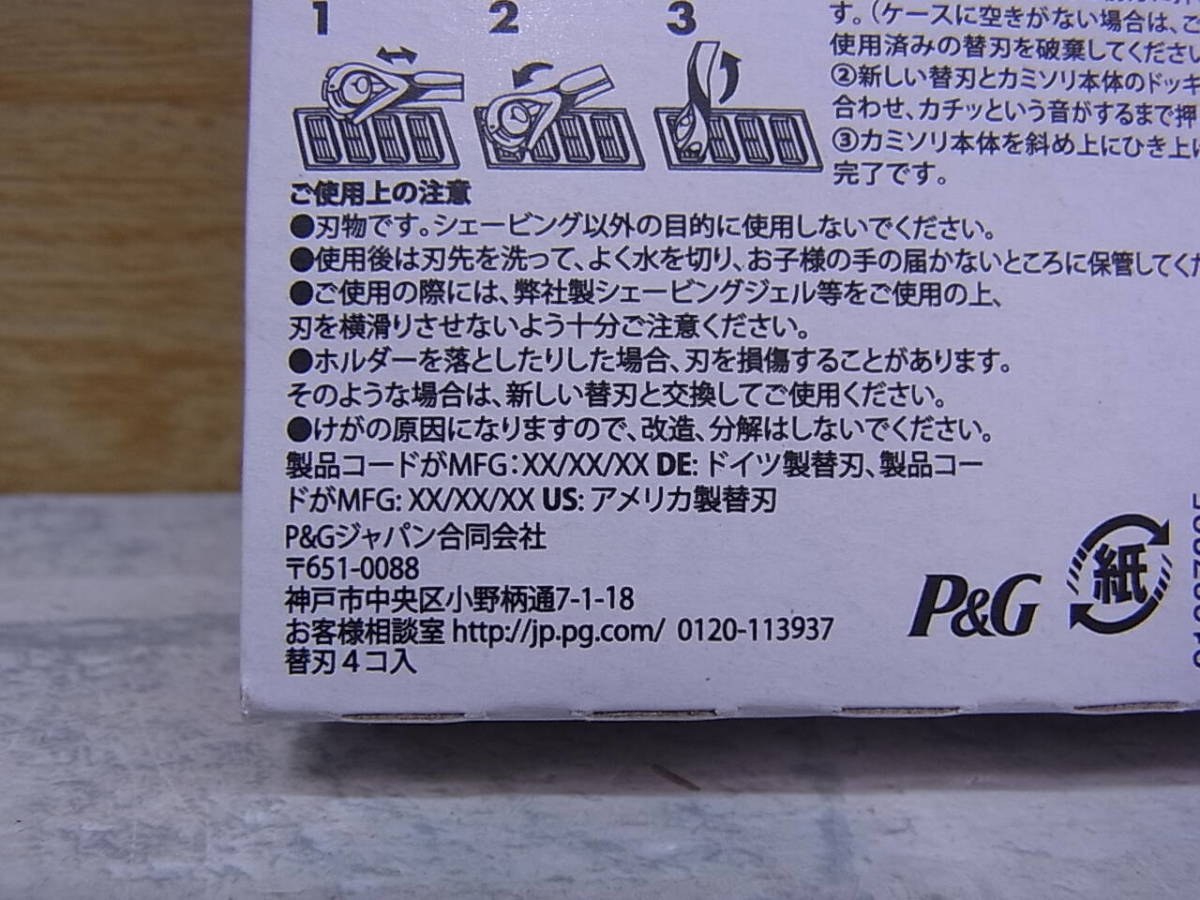 1 2 3
す。(ケースに空きがない場合は、ご
使用済みの替刃を破棄してください
②新しい替刃とカミソリ本体のドッキ
合わせ、カチッという音がするまで押
③カミソリ本体を斜め上にひき上げ
完了です。
ご使用上の注意
●刃物です。シェービング以外の目的に使用しないでください。
●使用後は刃先を洗って、よく水を切り、お子様の手の届かないところに保管してくだ
●ご使用の際には、弊社製シェービングジェル等をご使用の上、
刃を横滑りさせないよう十分ご注意ください。
●ホルダーを落としたりした場合、刃を損傷することがあります。
そのような場合は、新しい替刃と交換してご使用ください。
●けがの原因になりますので、改造、分解はしないでください。
製品コードがMFG:XX/XX/XX DE: ドイツ製替刃、製品コー
ドがMFG: XX/XX/XX US: アメリカ製替刃
P&Gジャパン合同会社
〒651-0088
神戸市中央区小野柄通7-1-18
お客様相談室 http://jp.pg.com/ 0120-113937
替刃4コ入
P&G
紙